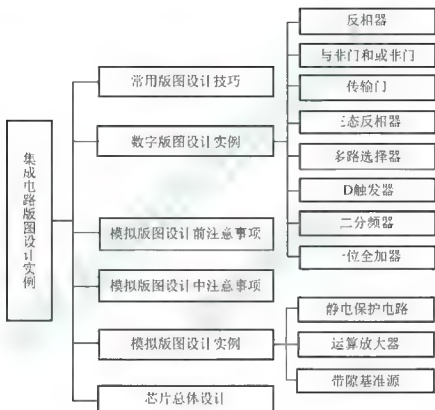 集成电路版图设计实例
常用版图设计技巧
数字版图设计实例
反相器
与非门和或非门
传输门
三态反相器
多路选择器
D触发器
二分频器
一位全加器
模拟版图设计前注意事项
模拟版图设计中注意事项
模拟版图设计实例
静电保护电路
运算放大器
带隙基准源
芯片总体设计